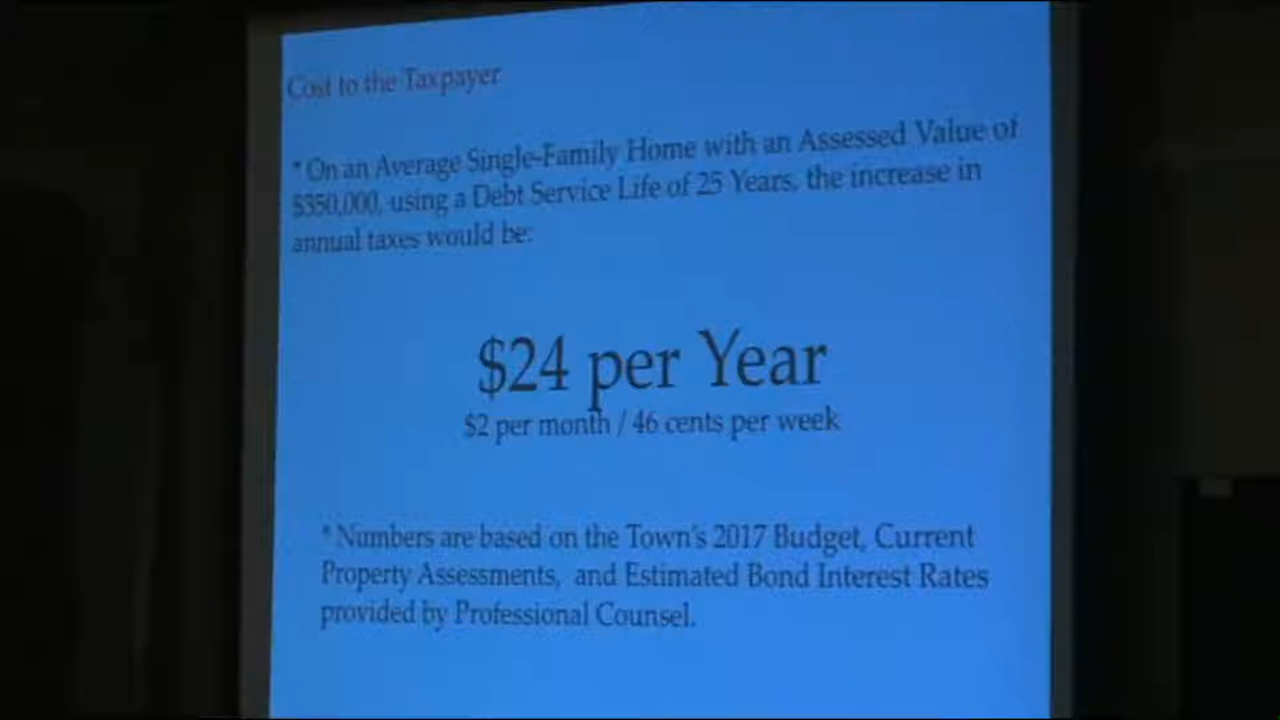 Cost to the Taxpayer
* On an Average Single-Family Home with an Assessed Value of
$350,000, using a Debt Service Life of 25 Years, the increase in
annual taxes would be:
$24 per Year
$2 per month / 46 cents per week
* Numbers are based on the Town's 2017 Budget, Current
Property Assessments, and Estimated Bond Interest Rates
provided by Professional Counsel.